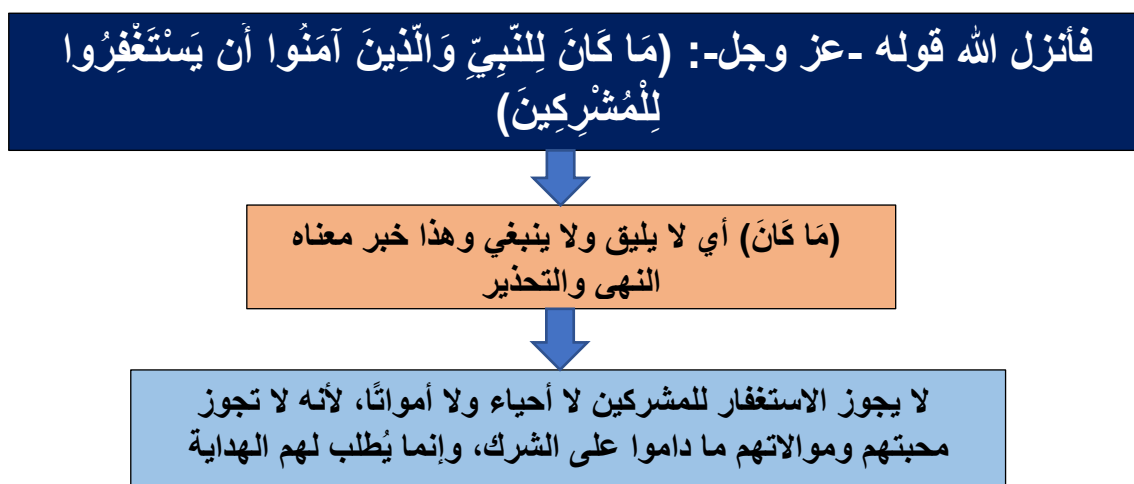 فأنزل الله قوله -عز وجل-: (مَا كَانَ لِلنَّبِيِّ وَالَّذِينَ آمَنُوا أَن يَسْتَغْفِرُوا
لِلْمُشْرِكِينَ)
(مَا كَانَ) أي لا يليق ولا ينبغي وهذا خبر معناه
النهى والتحذير
لا يجوز الاستغفار للمشركين لا أحياء ولا أمواتًا، لأنه لا تجوز
محبتهم وموالاتهم ما داموا على الشرك، وإنما يُطلب لهم الهداية